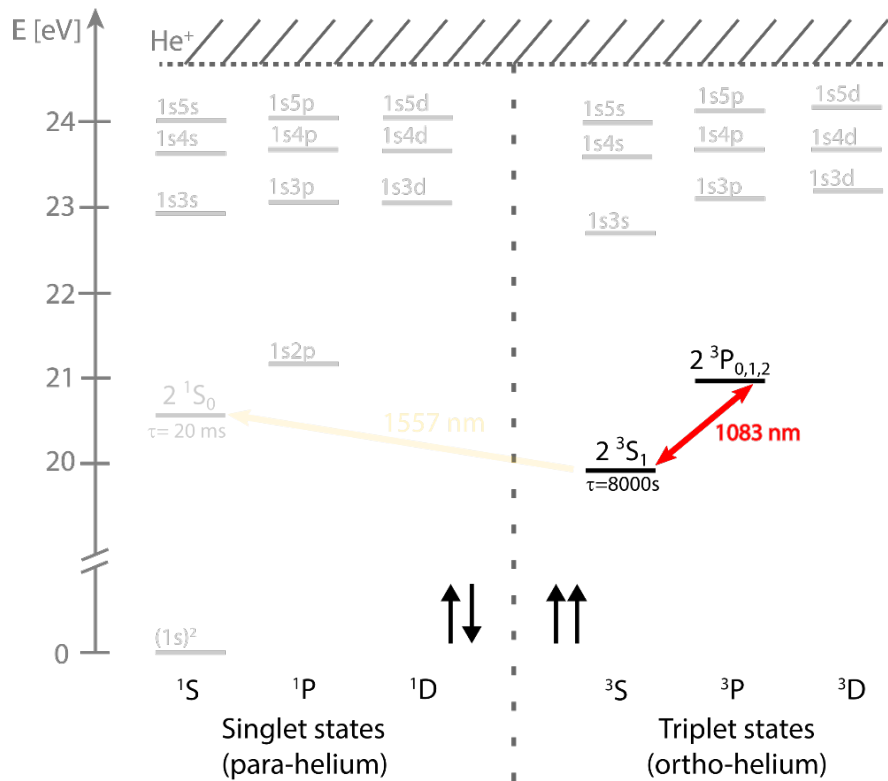 E [eV]
He⁺
24
23
22
21
20
0
1s5s 1s5p 1s5d
1s4s 1s4p 1s4d
1s3s 1s3p 1s3d
1s2p
2 ¹S₀
τ= 20 ms
(1s)²
1557 nm
1s5s 1s5p 1s5d
1s4s 1s4p 1s4d
1s3s 1s3p 1s3d
2 ³P₀,₁,₂
1083 nm
2 ³S₁
τ=8000s
¹S ¹P ¹D
Singlet states
(para-helium)
³S ³P ³D
Triplet states
(ortho-helium)